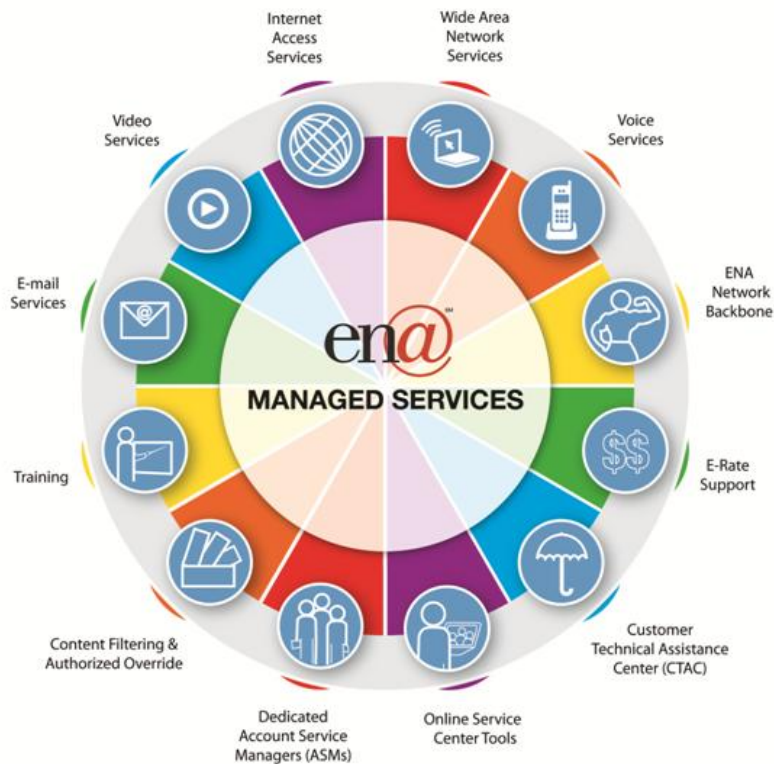 Internet
Access
Services
Wide Area
Network
Services
Video
Services
Voice
Services
E-mail
Services
ENA
Network
Backbone
@
ena
SM
MANAGED SERVICES
Training
$$
E-Rate
Support
Content Filtering &
Authorized Override
Customer
Technical Assistance
Center (CTAC)
Dedicated
Account Service
Managers (ASMs)
Online Service
Center Tools